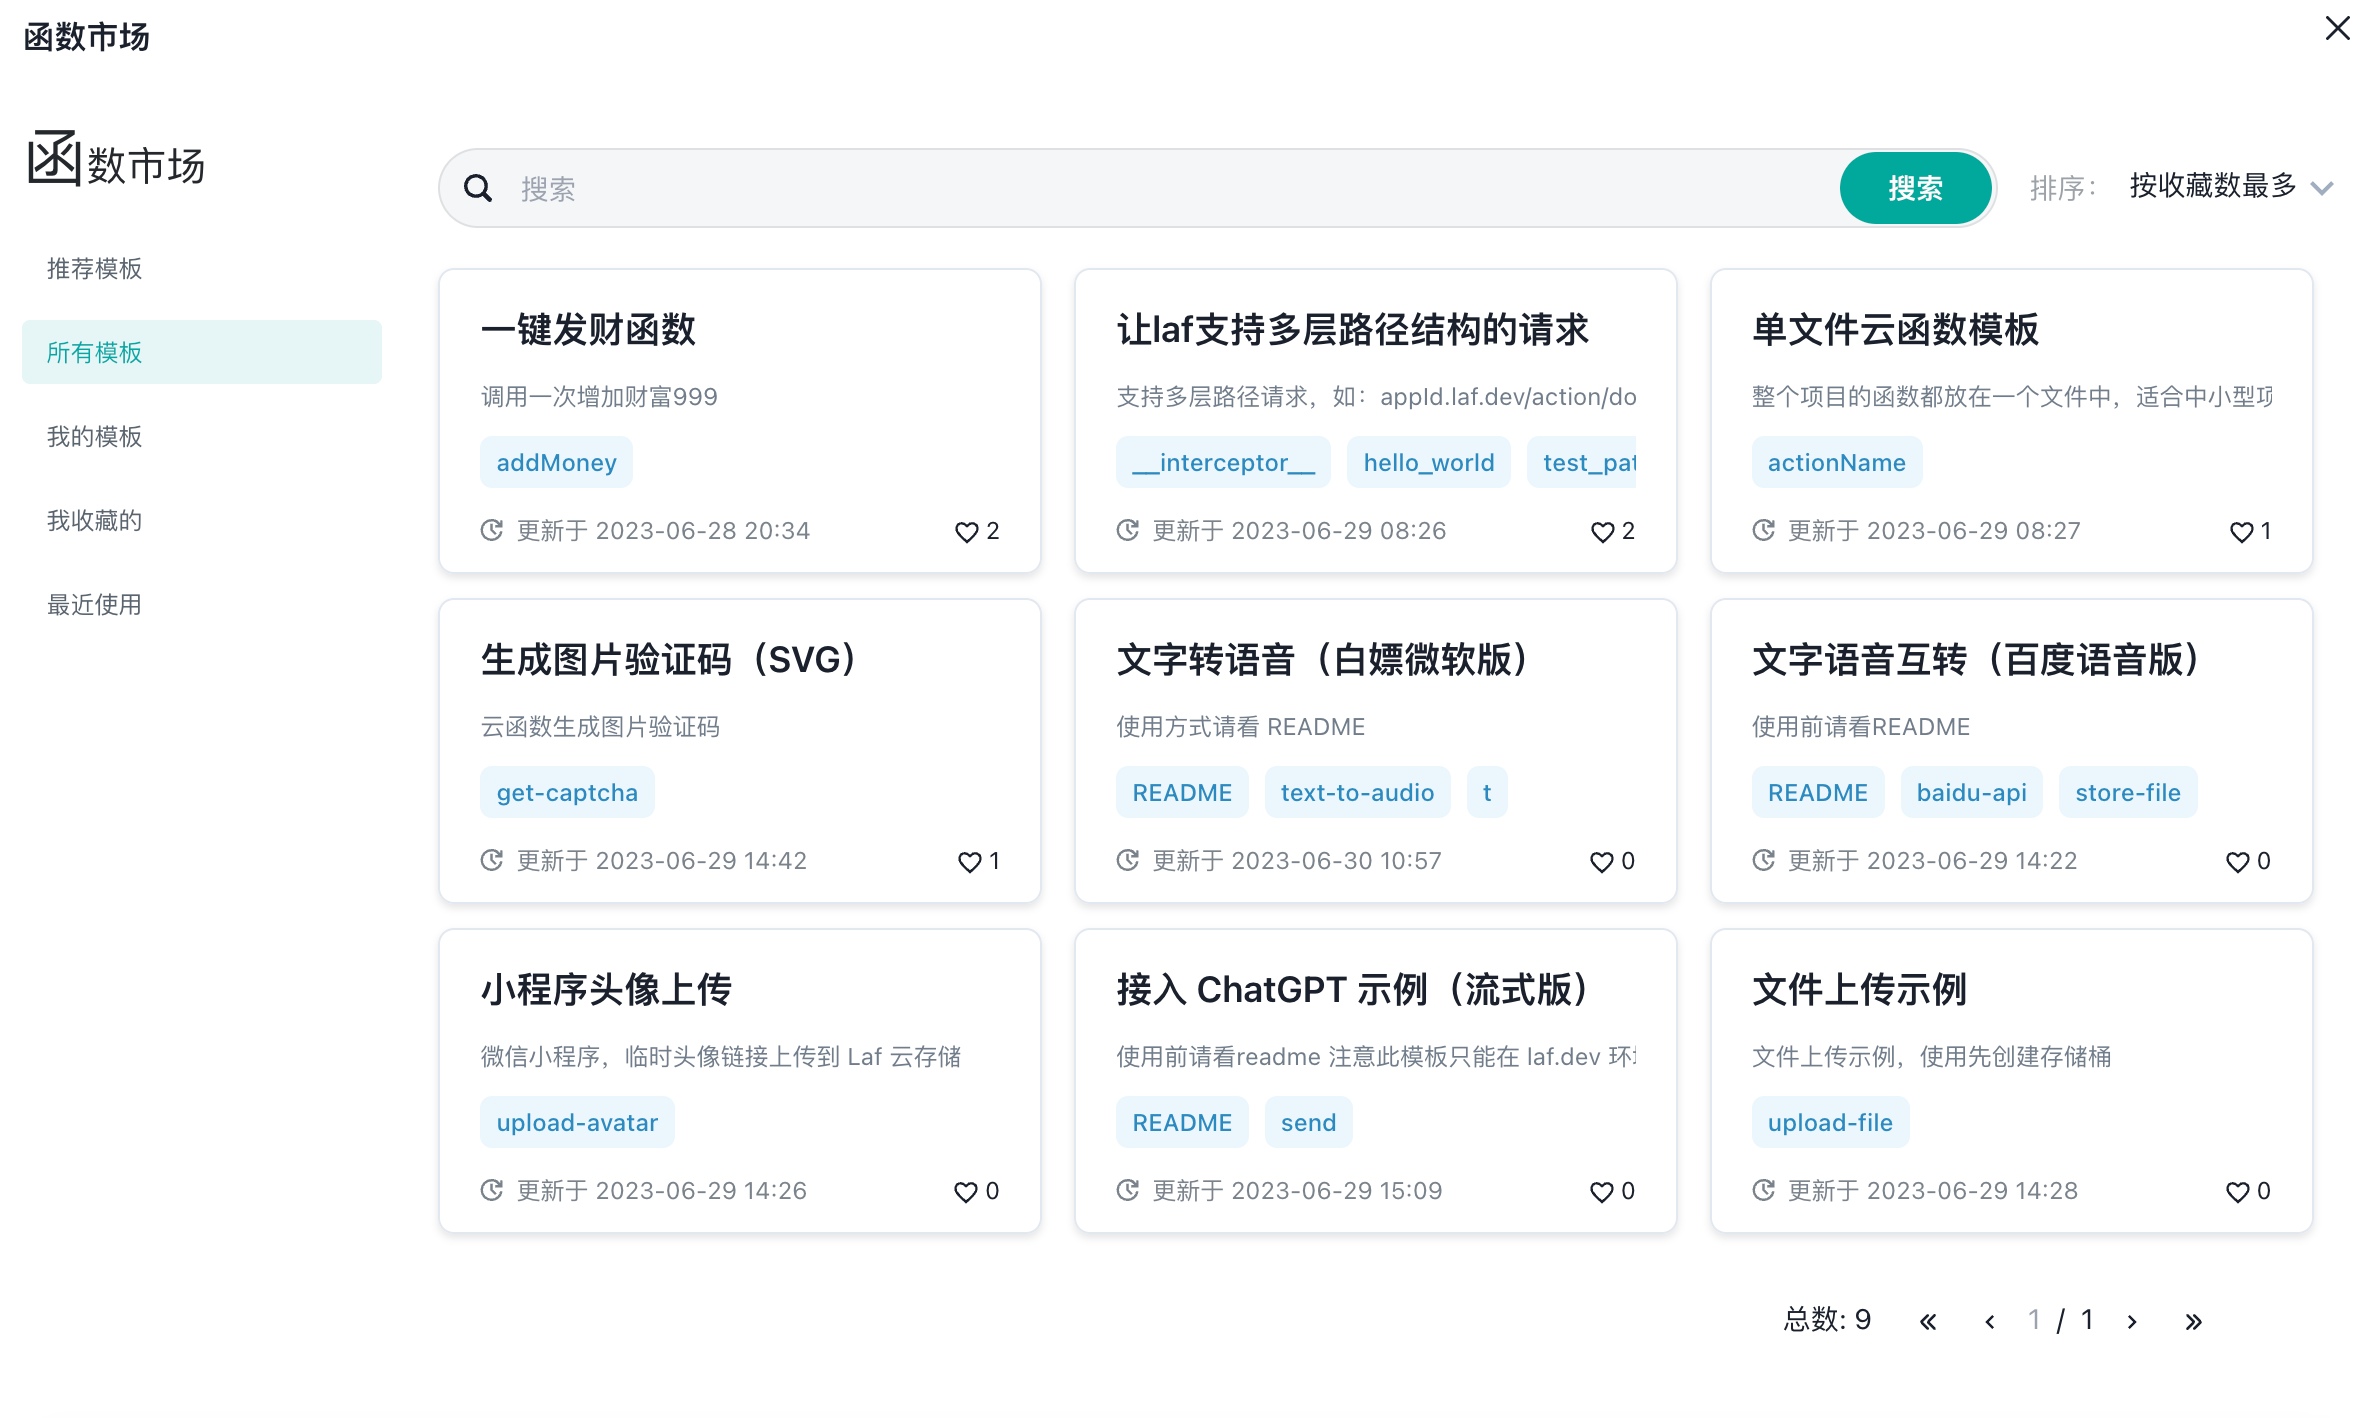 函数市场
函数市场
推荐模板
所有模板
我的模板
我收藏的
最近使用
搜索
搜索
排序：
按收藏数最多
一键发财函数
调用一次增加财富999
addMoney
更新于 2023-06-28 20:34
2
让laf支持多层路径结构的请求
支持多层路径请求，如：appId.laf.dev/action/do
__interceptor__ hello_world test_pat
更新于 2023-06-29 08:26
2
单文件云函数模板
整个项目的函数都放在一个文件中，适合中小型项
actionName
更新于 2023-06-29 08:27
1
生成图片验证码（SVG）
云函数生成图片验证码
get-captcha
更新于 2023-06-29 14:42
1
文字转语音（白嫖微软版）
使用方式请看 README
README text-to-audio t
更新于 2023-06-30 10:57
0
文字语音互转（百度语音版）
使用前请看README
README baidu-api store-file
更新于 2023-06-29 14:22
0
小程序头像上传
微信小程序，临时头像链接上传到 Laf 云存储
upload-avatar
更新于 2023-06-29 14:26
0
接入 ChatGPT 示例（流式版）
使用前请看readme 注意此模板只能在 laf.dev 环
README send
更新于 2023-06-29 15:09
0
文件上传示例
文件上传示例，使用先创建存储桶
upload-file
更新于 2023-06-29 14:28
0
总数: 9 « ‹ 1 / 1 › »